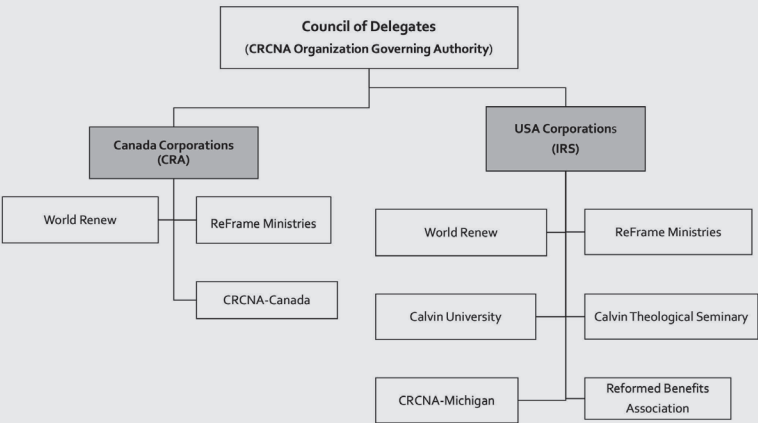 Council of Delegates
(CRCNA Organization Governing Authority)
Canada Corporations
(CRA)
USA Corporations
(IRS)
World Renew
ReFrame Ministries
CRCNA-Canada
World Renew
ReFrame Ministries
Calvin University
Calvin Theological Seminary
CRCNA-Michigan
Reformed Benefits
Association